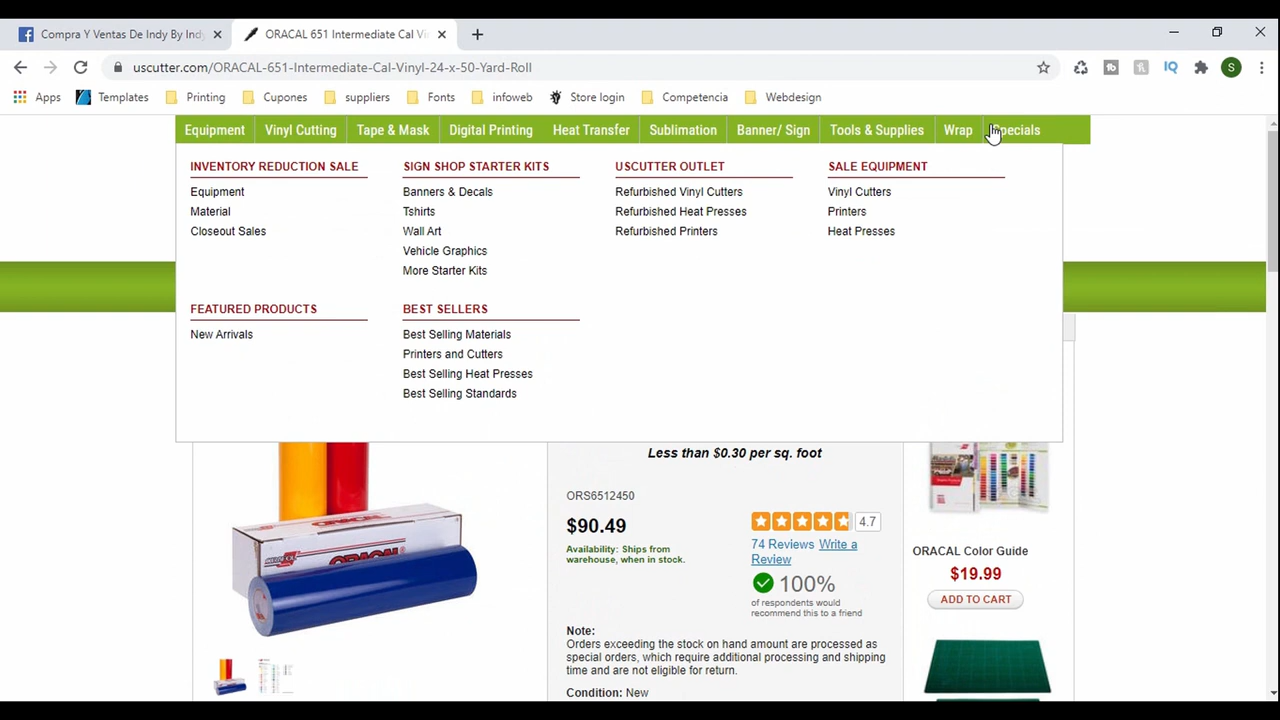 Compra Y Ventas De Indy By Indy
ORACAL 651 Intermediate Cal Vi
uscutter.com/ORACAL-651-Intermediate-Cal-Vinyl-24-x-50-Yard-Roll
IQ
S
Apps
Templates
Printing
Cupones
suppliers
Fonts
infoweb
Store login
Competencia
Webdesign
Equipment
Vinyl Cutting
Tape & Mask
Digital Printing
Heat Transfer
Sublimation
Banner/ Sign
Tools & Supplies
Wrap
Specials
INVENTORY REDUCTION SALE
Equipment
Material
Closeout Sales
SIGN SHOP STARTER KITS
Banners & Decals
Tshirts
Wall Art
Vehicle Graphics
More Starter Kits
USCUTTER OUTLET
Refurbished Vinyl Cutters
Refurbished Heat Presses
Refurbished Printers
SALE EQUIPMENT
Vinyl Cutters
Printers
Heat Presses
FEATURED PRODUCTS
New Arrivals
BEST SELLERS
Best Selling Materials
Printers and Cutters
Best Selling Heat Presses
Best Selling Standards
ORACAL
Less than $0.30 per sq. foot
ORS6512450
$90.49
Availability: Ships from
warehouse, when in stock.
4.7
74 Reviews Write a
Review
100%
of respondents would
recommend this to a friend
Note:
Orders exceeding the stock on hand amount are processed as
special orders, which require additional processing and shipping
time and are not eligible for return.
Condition: New
ORACAL Color Guide
$19.99
ADD TO CART